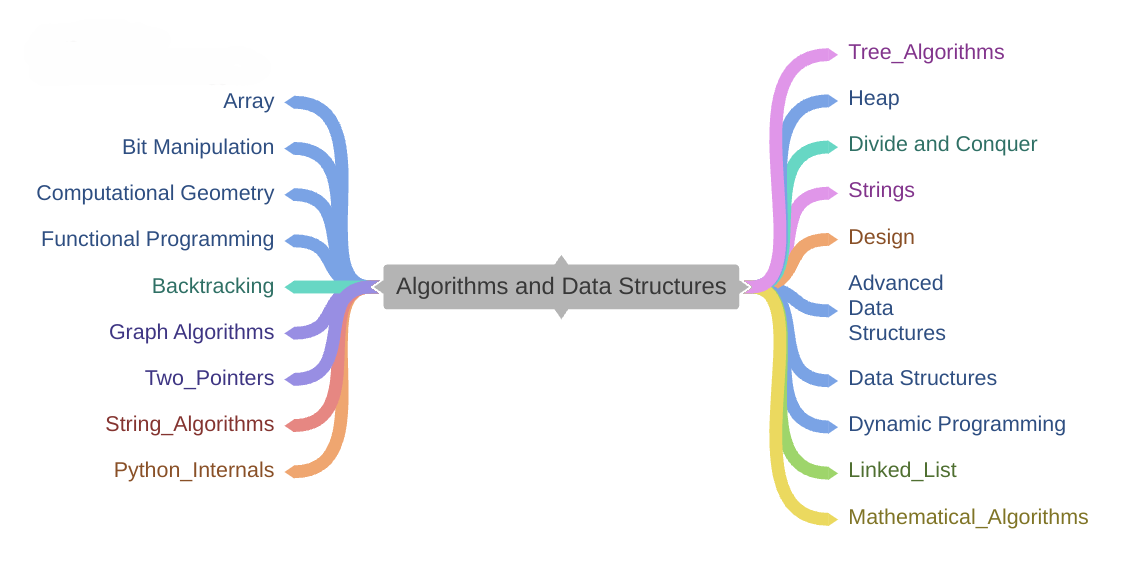 Array
Bit Manipulation
Computational Geometry
Functional Programming
Backtracking
Graph Algorithms
Two_Pointers
String_Algorithms
Python_Internals
Algorithms and Data Structures
Tree_Algorithms
Heap
Divide and Conquer
Strings
Design
Advanced
Data
Structures
Data Structures
Dynamic Programming
Linked_List
Mathematical_Algorithms